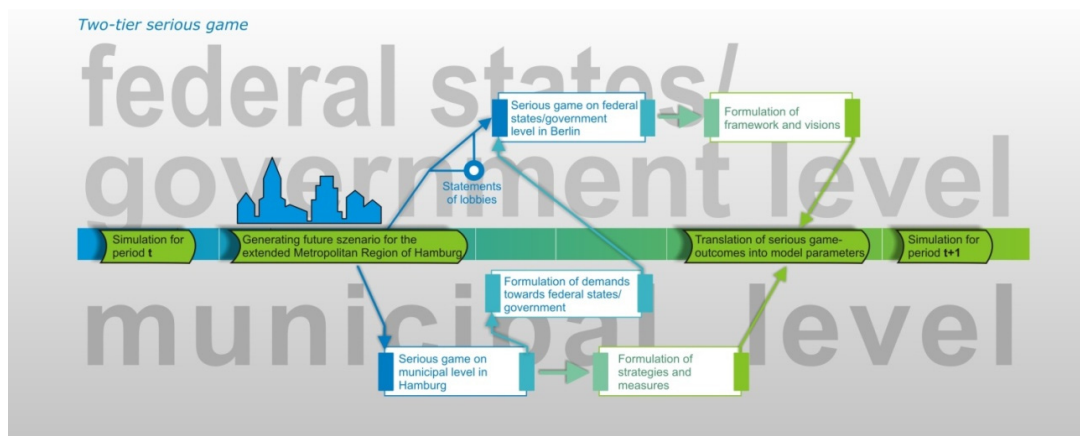 Two-tier serious game
federal states/
government level
municipal level
Serious game on federal
states/government
level in Berlin
Formulation of
framework and visions
Statements
of lobbies
Simulation for
period t
Generating future szenario for the
extended Metropolitan Region of Hamburg
Translation of serious game-
outcomes into model parameters
Simulation for
period t+1
Formulation of demands
towards federal states/
government
Serious game on
municipal level in
Hamburg
Formulation of
strategies and
measures